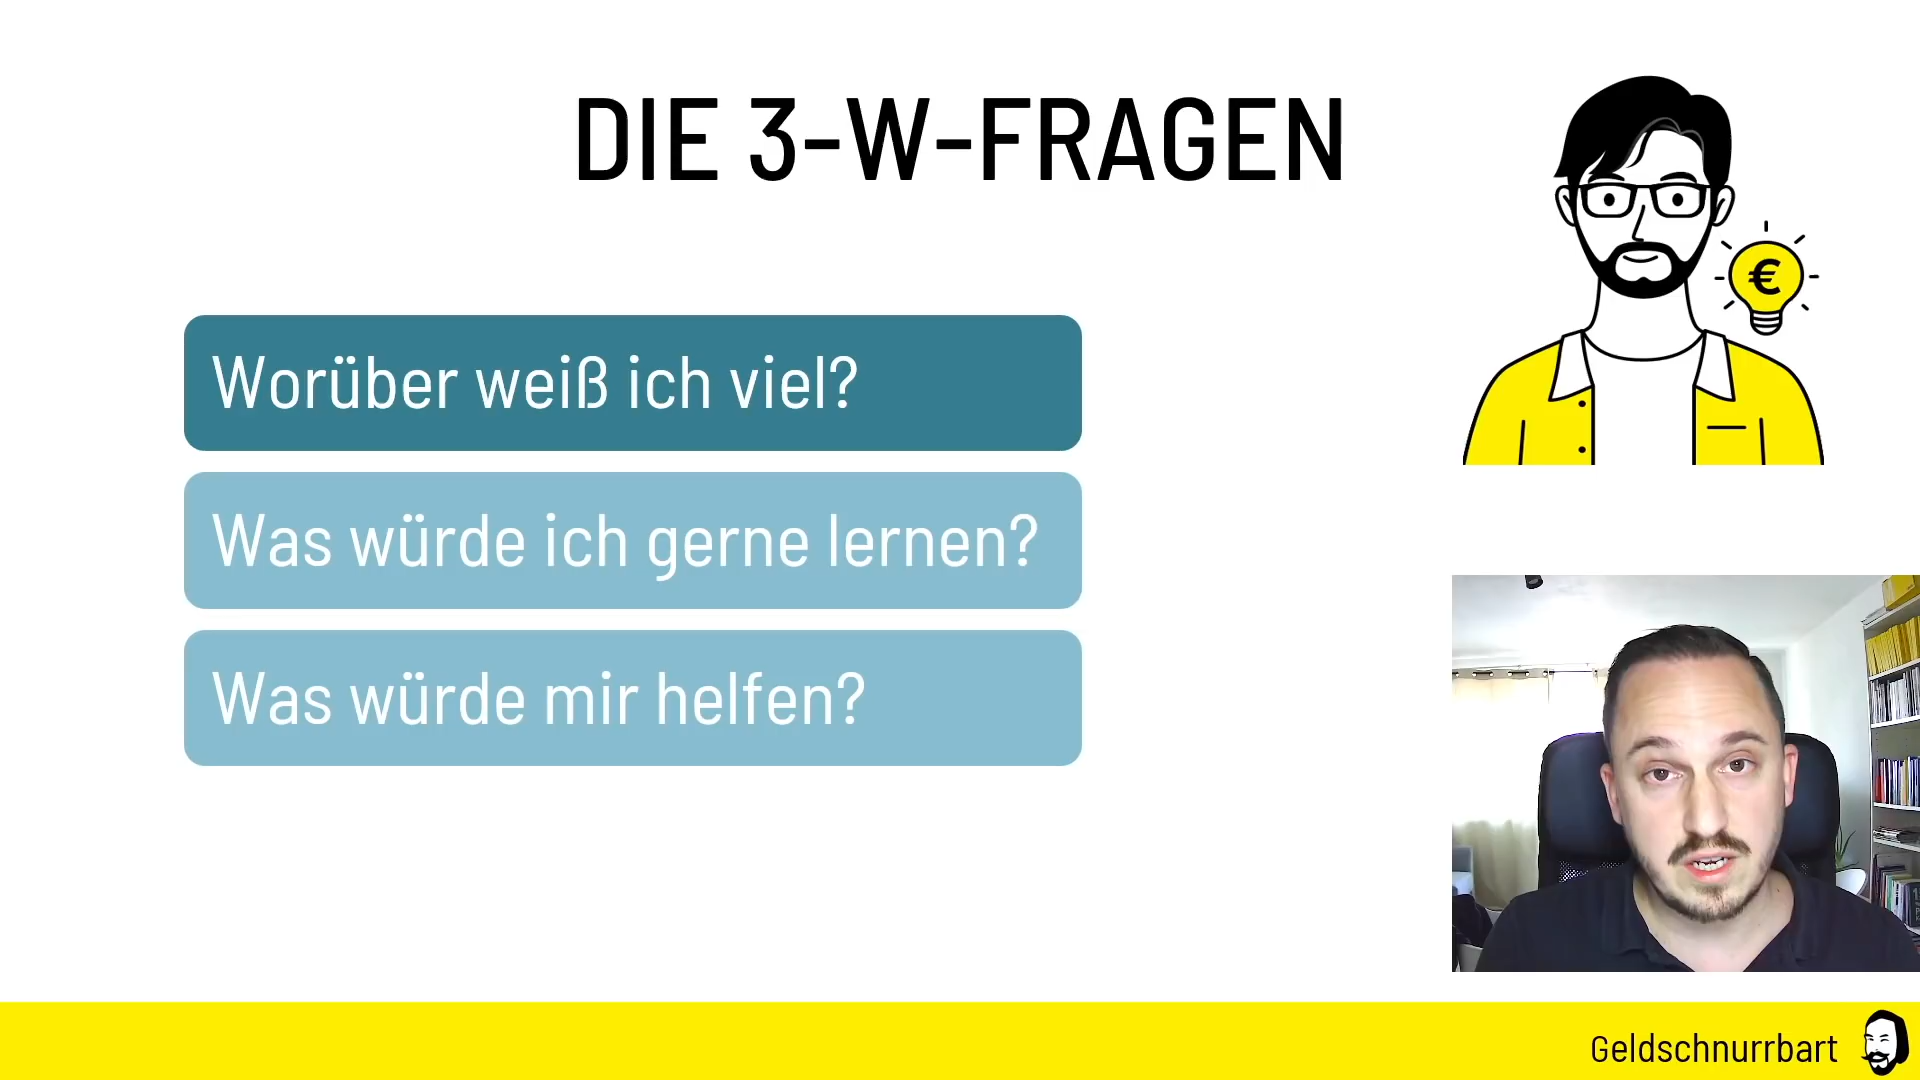 DIE 3-W-FRAGEN
€
Worüber weiß ich viel?
Was würde ich gerne lernen?
Was würde mir helfen?
Geldschnurrbart